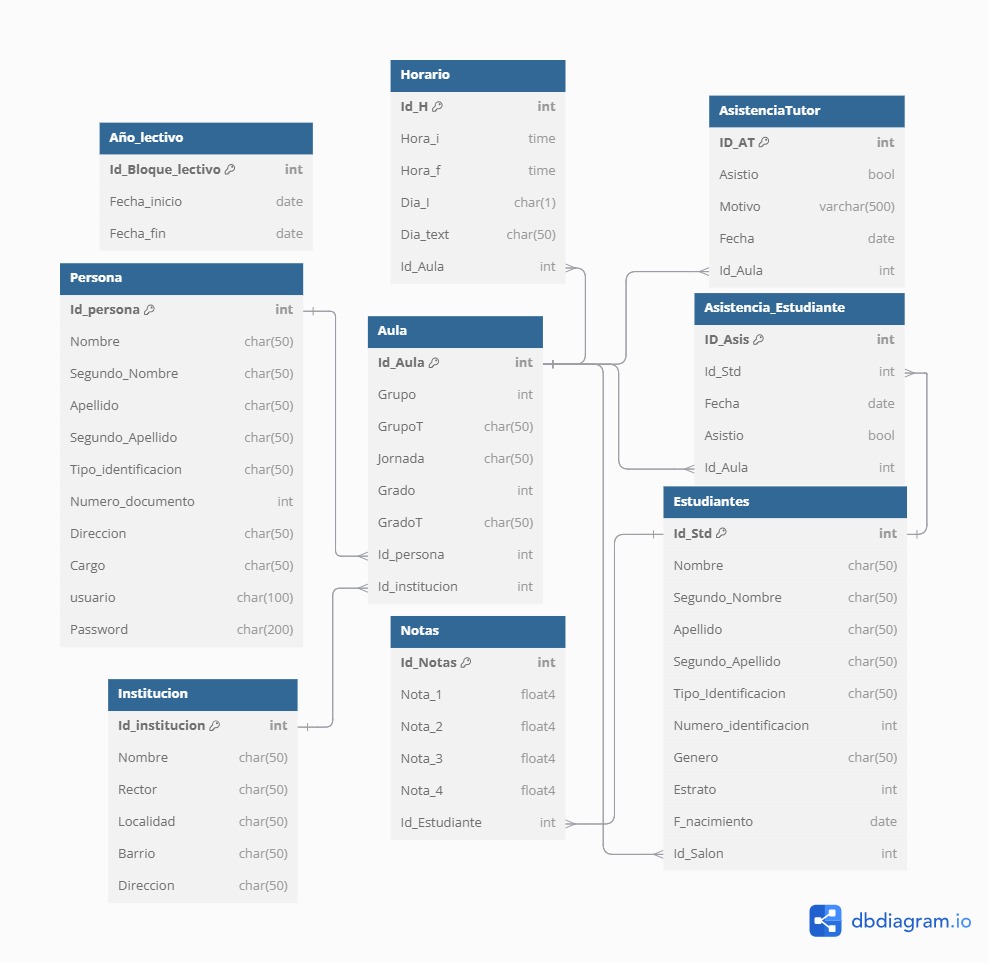 Año_lectivo
Id_Bloque_lectivo int
Fecha_inicio date
Fecha_fin date
Persona
Id_persona int
Nombre char(50)
Segundo_Nombre char(50)
Apellido char(50)
Segundo_Apellido char(50)
Tipo_identificacion char(50)
Numero_documento int
Direccion char(50)
Cargo char(50)
usuario char(100)
Password char(200)
Institucion
Id_institucion int
Nombre char(50)
Rector char(50)
Localidad char(50)
Barrio char(50)
Direccion char(50)
Horario
Id_H int
Hora_i time
Hora_f time
Dia_I char(1)
Dia_text char(50)
Id_Aula int
Aula
Id_Aula int
Grupo int
GrupoT char(50)
Jornada char(50)
Grado int
GradoT char(50)
Id_persona int
Id_institucion int
Notas
Id_Notas int
Nota_1 float4
Nota_2 float4
Nota_3 float4
Nota_4 float4
Id_Estudiante int
AsistenciaTutor
ID_AT int
Asistio bool
Motivo varchar(500)
Fecha date
Id_Aula int
Asistencia_Estudiante
ID_Asis int
Id_Std int
Fecha date
Asistio bool
Id_Aula int
Estudiantes
Id_Std int
Nombre char(50)
Segundo_Nombre char(50)
Apellido char(50)
Segundo_Apellido char(50)
Tipo_Identificacion char(50)
Numero_identificacion int
Genero char(50)
Estrato int
F_nacimiento date
Id_Salon int
dbdiagram.io